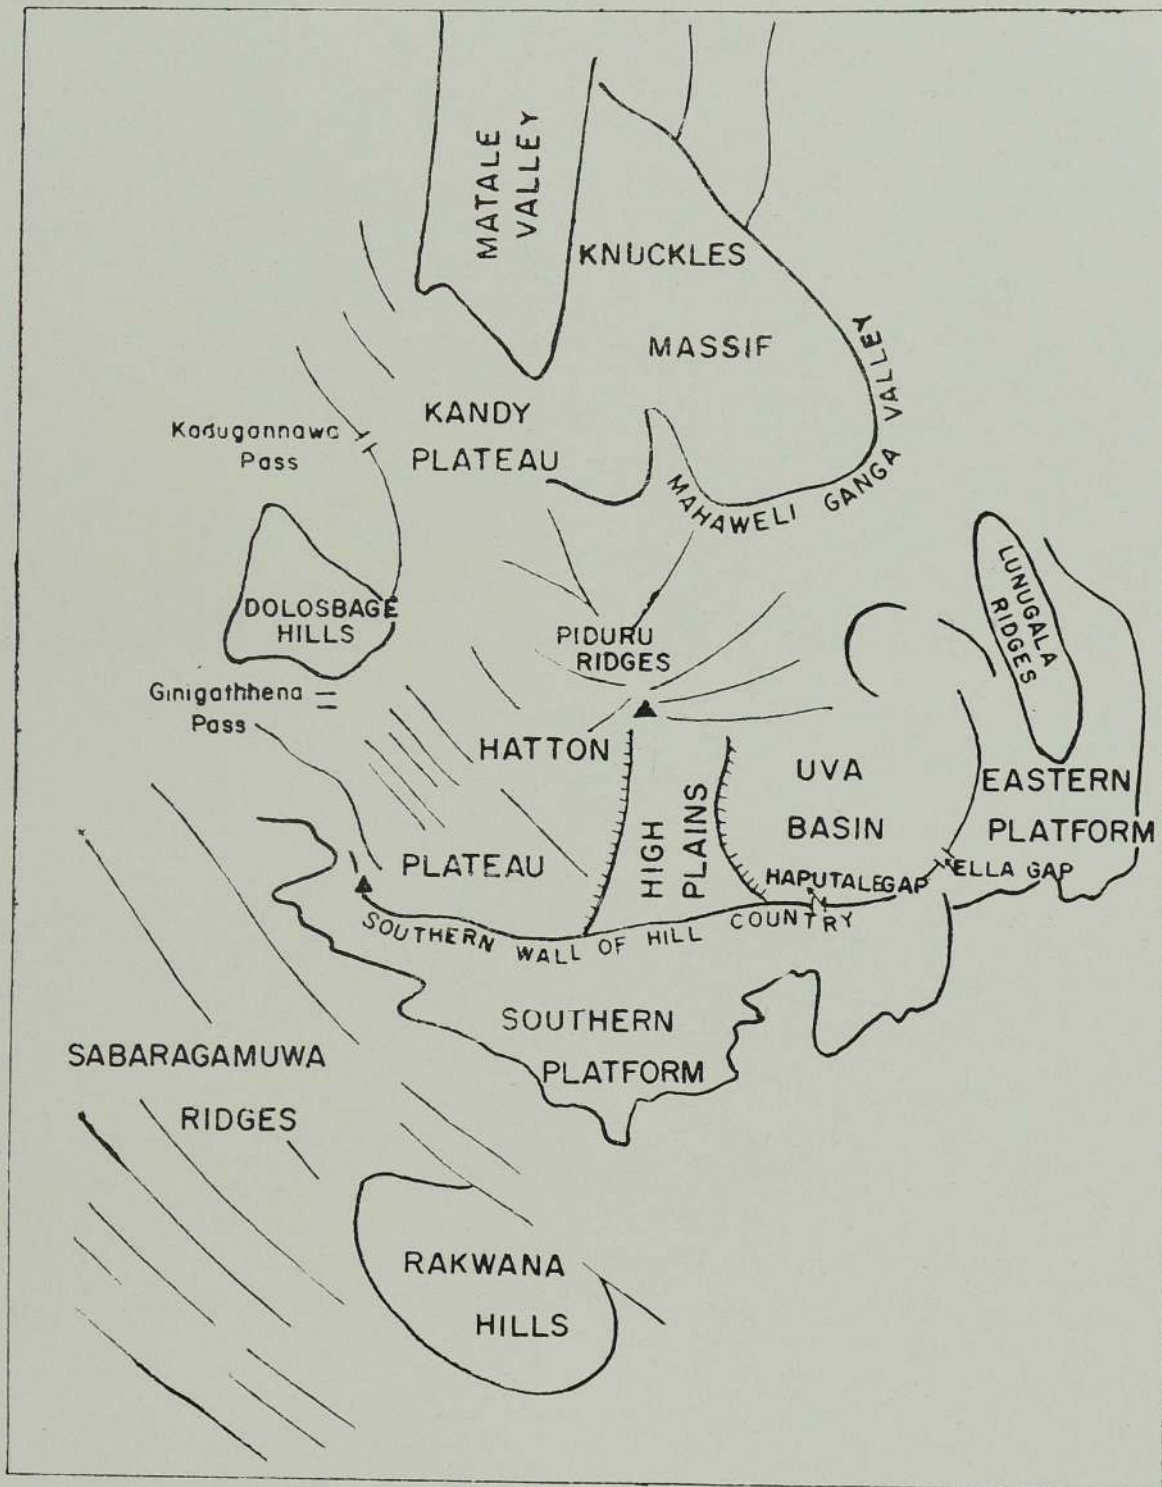 MATALE
VALLEY
KNUCKLES
MASSIF
KANDY
PLATEAU
Kadugannawa
Pass
MAHAWELI GANGA VALLEY
DOLOSBAGE
HILLS
LUNUGALA
RIDGES
PIDURU
RIDGES
Ginigathhena
Pass
HATTON
PLATEAU
HIGH
PLAINS
UVA
BASIN
EASTERN
PLATFORM
HAPUTALEGAP
ELLA GAP
SOUTHERN WALL OF HILL COUNTRY
SOUTHERN
PLATFORM
SABARAGAMUWA
RIDGES
RAKWANA
HILLS